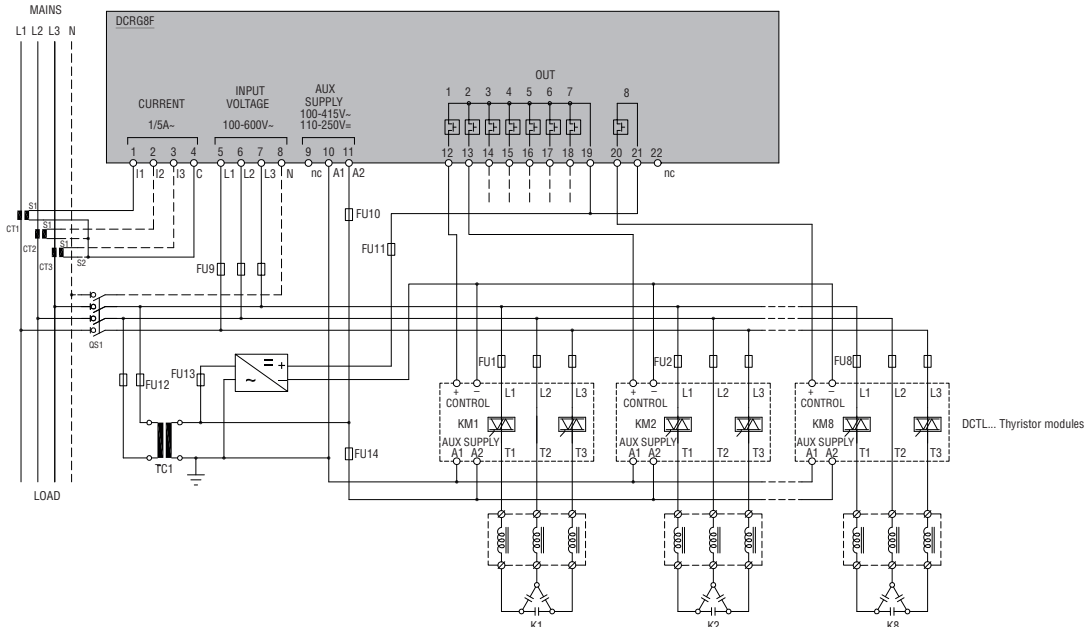 MAINS
L1 L2 L3 N
DCRG8F
CURRENT
1/5A~
INPUT
VOLTAGE
100-600V~
AUX
SUPPLY
100-415V~
110-250V=
OUT
1 2 3 4 5 6 7 8
1 2 3 4 5 6 7 8 9 10 11 12 13 14 15 16 17 18 19 20 21 22
I1 I2 I3 C L1 L2 L3 N nc A1 A2 nc
S1
CT1
S1
CT2
S1
CT3
S2
FU10
FU11
FU9
QS1
FU12
FU13
= + ~ –
TC1
FU14
LOAD
FU1 FU2 FU8
+ – L1 L2 L3
CONTROL
KM1
AUX SUPPLY
A1 A2 T1 T2 T3
+ – L1 L2 L3
CONTROL
KM2
AUX SUPPLY
A1 A2 T1 T2 T3
+ – L1 L2 L3
CONTROL
KM8
AUX SUPPLY
A1 A2 T1 T2 T3
DCTL... Thyristor modules
K1 K2 K8